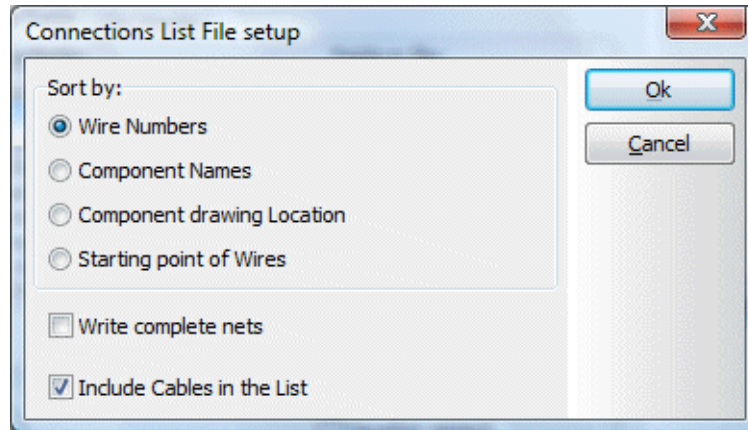 Connections List File setup
Sort by:
Wire Numbers
Component Names
Component drawing Location
Starting point of Wires
Write complete nets
Include Cables in the List
Ok
Cancel